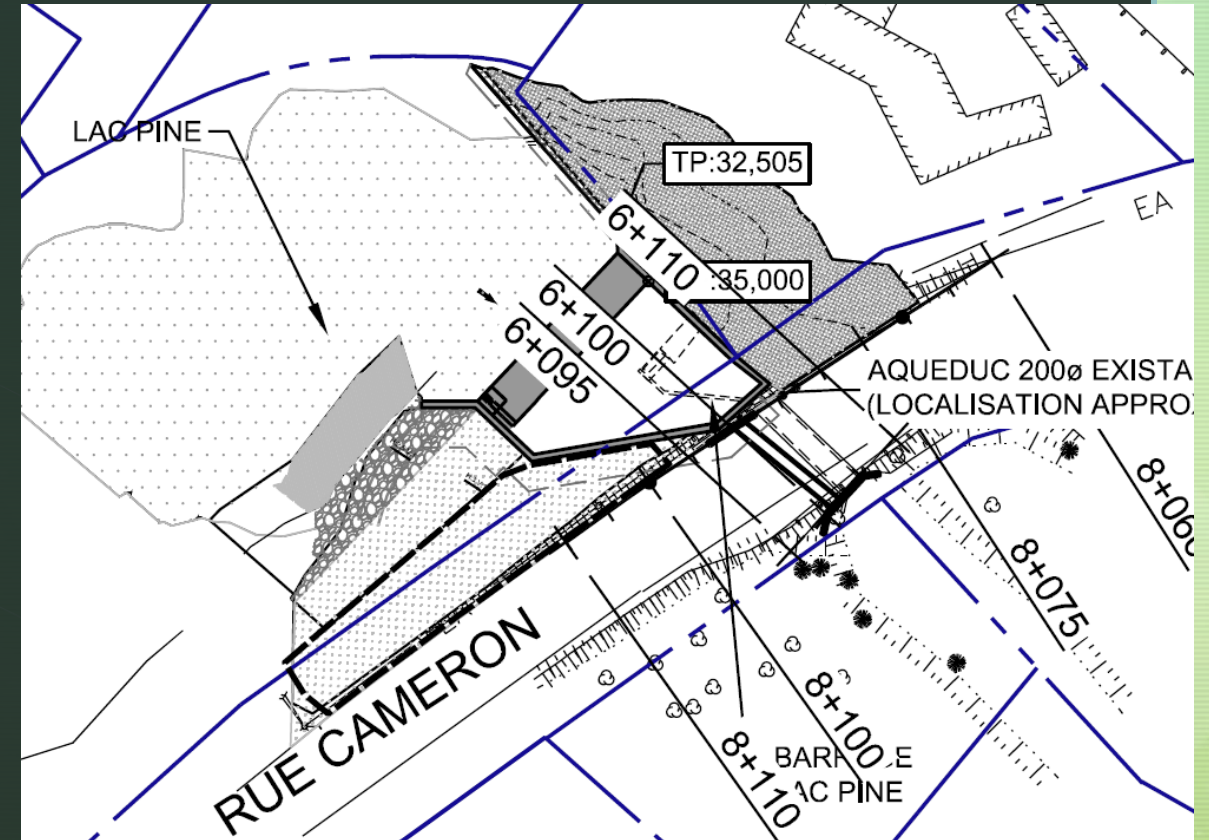 LAC PINE
TP:32,505
EA
6+110
:35,000
6+100
6+095
AQUEDUC 200ø EXISTA
(LOCALISATION APPROX
8+060
8+075
RUE CAMERON
8+100
8+110
BARR E
AC PINE